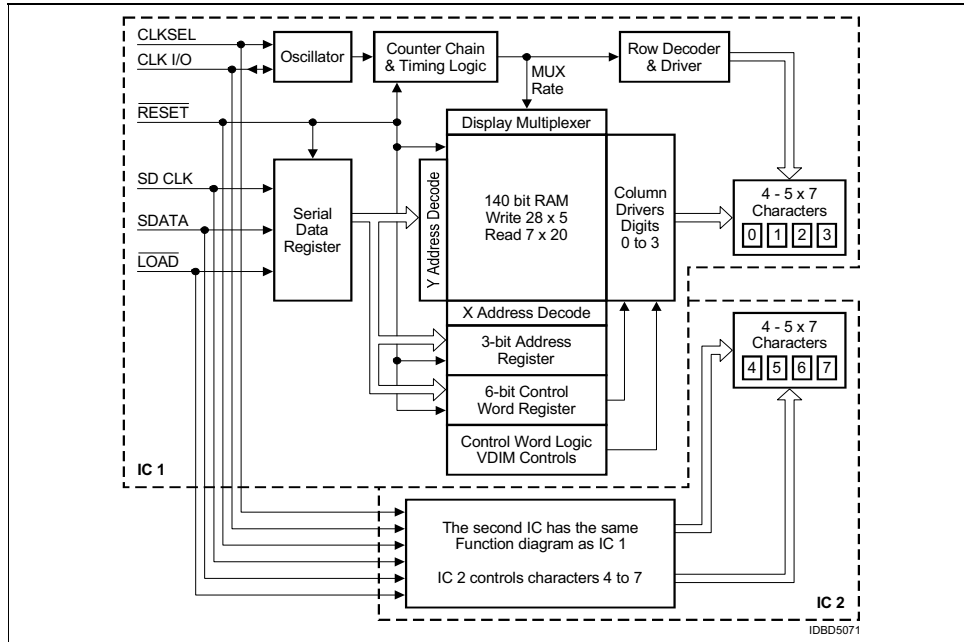 CLKSEL
CLK I/O
RESET
SD CLK
SDATA
LOAD
Oscillator
Counter Chain
& Timing Logic
MUX
Rate
Row Decoder
& Driver
Serial
Data
Register
Display Multiplexer
Y Address Decode
140 bit RAM
Write 28 x 5
Read 7 x 20
Column
Drivers
Digits
0 to 3
4 - 5 x 7
Characters
0 1 2 3
X Address Decode
3-bit Address
Register
6-bit Control
Word Register
Control Word Logic
VDIM Controls
IC 1
4 - 5 x 7
Characters
4 5 6 7
The second IC has the same
Function diagram as IC 1
IC 2 controls characters 4 to 7
IC 2
IDBD5071